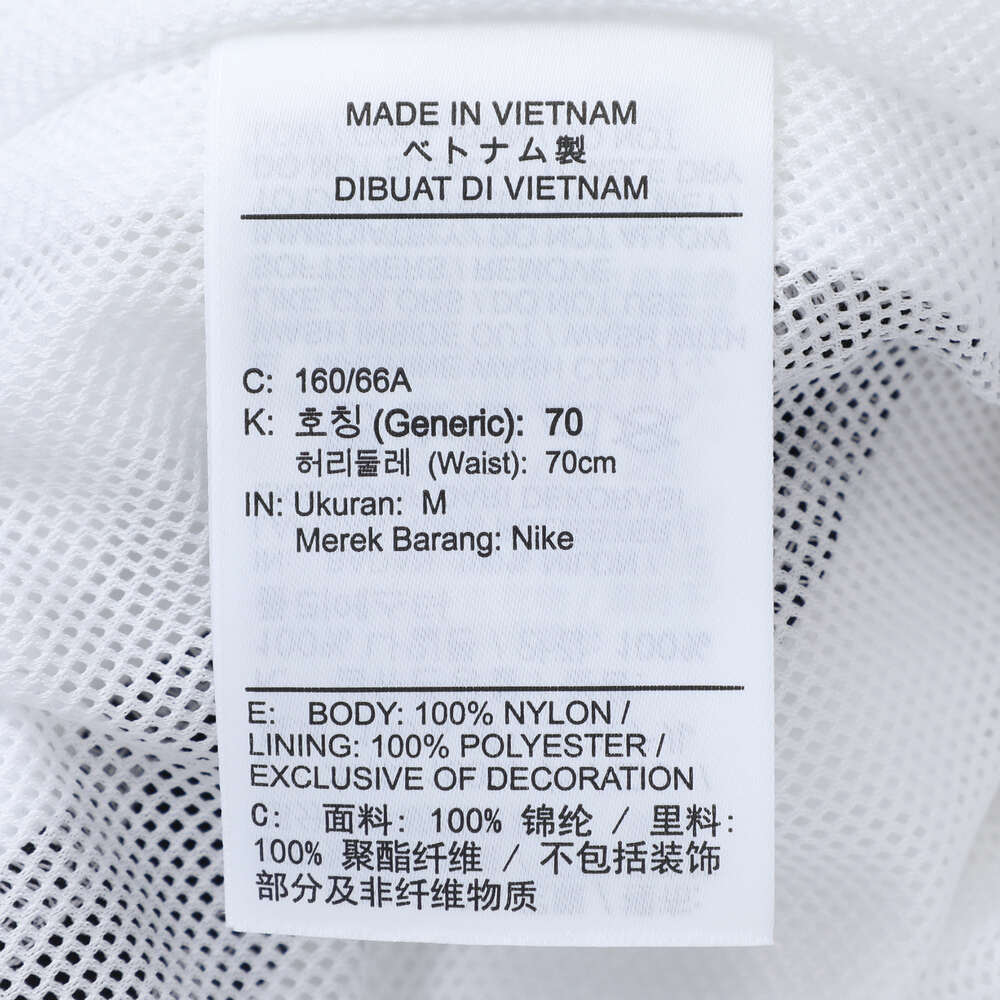 MADE IN VIETNAM
ベトナム製
DIBUAT DI VIETNAM
C: 160/66A
K: 호칭 (Generic): 70
허리둘레 (Waist): 70cm
IN: Ukuran: M
Merek Barang: Nike
E: BODY: 100% NYLON /
LINING: 100% POLYESTER /
EXCLUSIVE OF DECORATION
C: 面料: 100% 锦纶 / 里料:
100% 聚酯纤维 / 不包括装饰
部分及非纤维物质